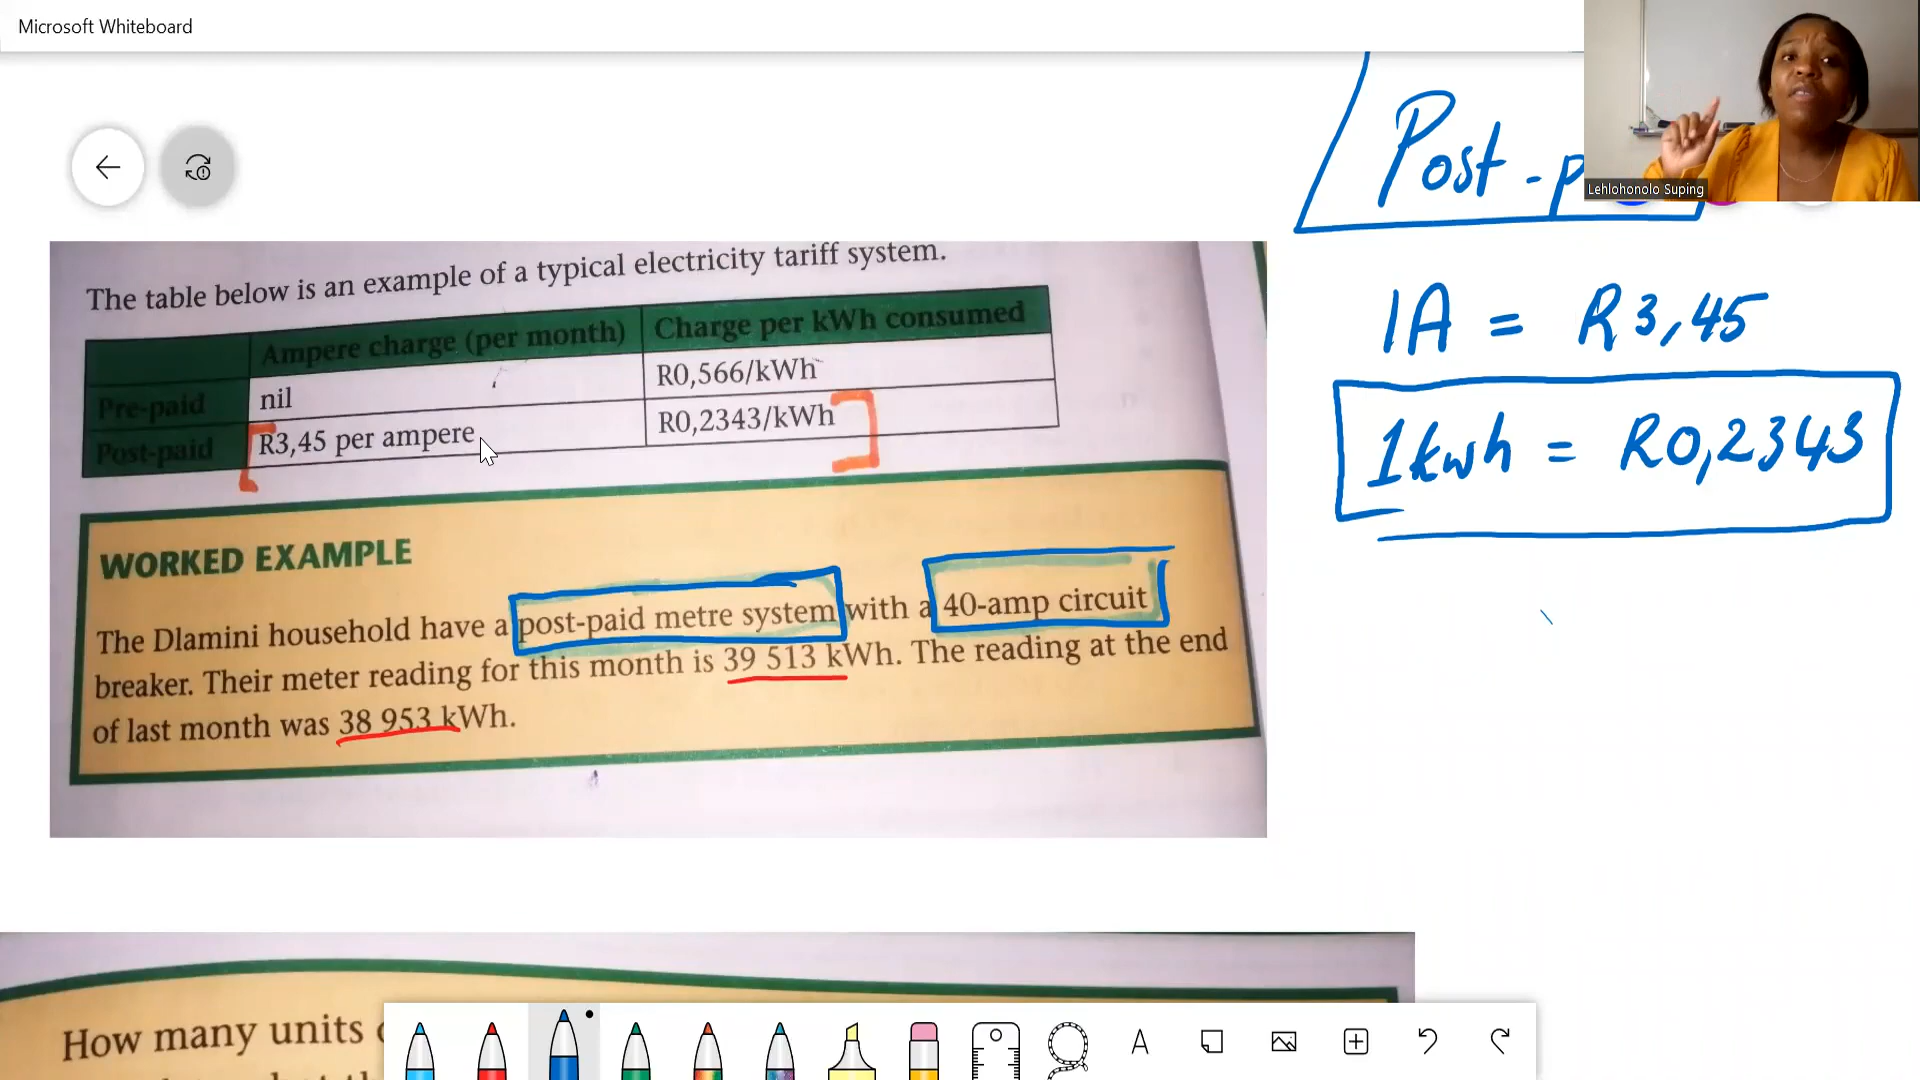 Microsoft Whiteboard
Post - p
Lehlohonolo Suping
The table below is an example of a typical electricity tariff system.
Ampere charge (per month) Charge per kWh consumed
Pre-paid nil R0,566/kWh
Post-paid R3,45 per ampere R0,2343/kWh
1A = R3,45
1kwh = R0,2343
WORKED EXAMPLE
The Dlamini household have a post-paid metre system with a 40-amp circuit
breaker. Their meter reading for this month is 39 513 kWh. The reading at the end
of last month was 38 953 kWh.
How many units